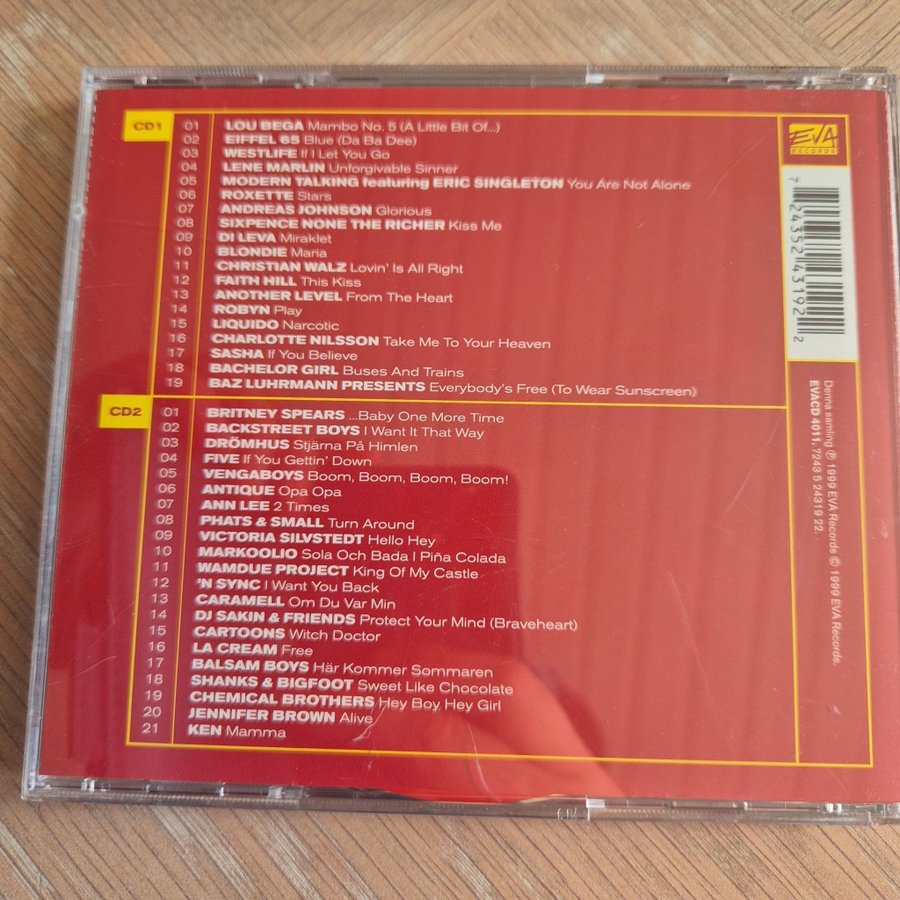 CD1
01 LOU BEGA Mambo No. 5 (A Little Bit Of...)
02 EIFFEL 65 Blue (Da Ba Dee)
03 WESTLIFE If I Let You Go
04 LENE MARLIN Unforgivable Sinner
05 MODERN TALKING featuring ERIC SINGLETON You Are Not Alone
06 ROXETTE Stars
07 ANDREAS JOHNSON Glorious
08 SIXPENCE NONE THE RICHER Kiss Me
09 DI LEVA Miraklet
10 BLONDIE Maria
11 CHRISTIAN WALZ Lovin' Is All Right
12 FAITH HILL This Kiss
13 ANOTHER LEVEL From The Heart
14 ROBYN Play
15 LIQUIDO Narcotic
16 CHARLOTTE NILSSON Take Me To Your Heaven
17 SASHA If You Believe
18 BACHELOR GIRL Buses And Trains
19 BAZ LUHRMANN PRESENTS Everybody's Free (To Wear Sunscreen)
CD2
01 BRITNEY SPEARS ...Baby One More Time
02 BACKSTREET BOYS I Want It That Way
03 DRÖMHUS Stjärna På Himlen
04 FIVE If You Gettin' Down
05 VENGABOYS Boom, Boom, Boom, Boom!
06 ANTIQUE Opa Opa
07 ANN LEE 2 Times
08 PHATS & SMALL Turn Around
09 VICTORIA SILVSTEDT Hello Hey
10 MARKOOLIO Sola Och Bada I Piña Colada
11 WAMDUE PROJECT King Of My Castle
12 'N SYNC I Want You Back
13 CARAMELL Om Du Var Min
14 DJ SAKIN & FRIENDS Protect Your Mind (Braveheart)
15 CARTOONS Witch Doctor
16 LA CREAM Free
17 BALSAM BOYS Här Kommer Sommaren
18 SHANKS & BIGFOOT Sweet Like Chocolate
19 CHEMICAL BROTHERS Hey Boy Hey Girl
20 JENNIFER BROWN Alive
21 KEN Mamma
EVA
RECORDS
7 24352 43192 2
Denna samling ℗ 1999 EVA Records © 1999 EVA Records.
EVACD 4011. 7243 5 24319 22.